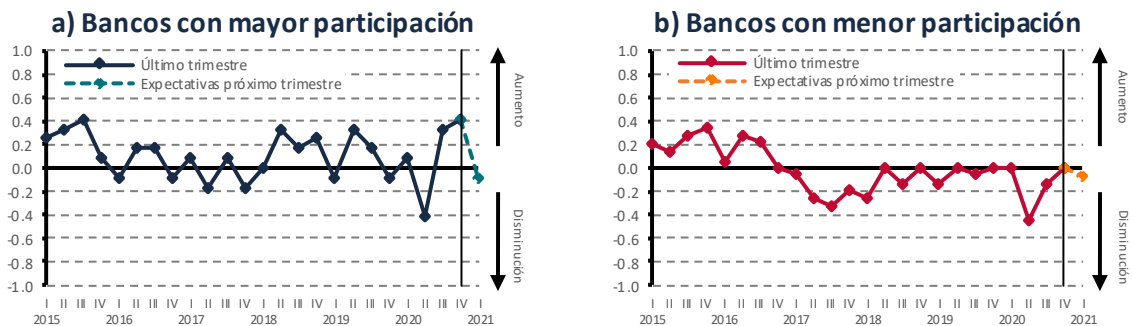 a) Bancos con mayor participación
1.0
0.8
0.6
0.4
0.2
0.0
-0.2
-0.4
-0.6
-0.8
-1.0
Último trimestre
Expectativas próximo trimestre
Aumento
Disminución
I II III IV I II III IV I II III IV I II III IV I II III IV I II III IV I
2015 2016 2017 2018 2019 2020 2021
b) Bancos con menor participación
1.0
0.8
0.6
0.4
0.2
0.0
-0.2
-0.4
-0.6
-0.8
-1.0
Último trimestre
Expectativas próximo trimestre
Aumento
Disminución
I II III IV I II III IV I II III IV I II III IV I II III IV I II III IV I
2015 2016 2017 2018 2019 2020 2021